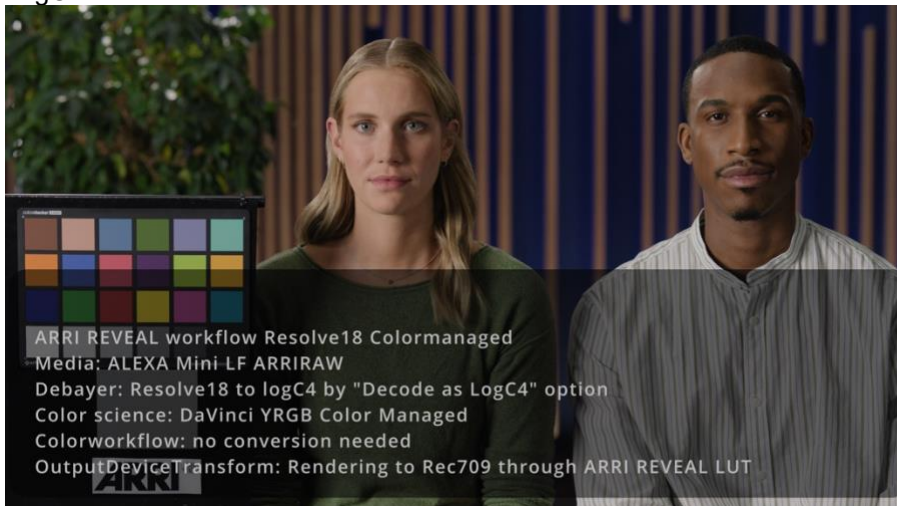 ARRI REVEAL workflow Resolve18 Colormanaged
Media: ALEXA Mini LF ARRIRAW
Debayer: Resolve18 to logC4 by "Decode as LogC4" option
Color science: DaVinci YRGB Color Managed
Colorworkflow: no conversion needed
OutputDeviceTransform: Rendering to Rec709 through ARRI REVEAL LUT
ARRI